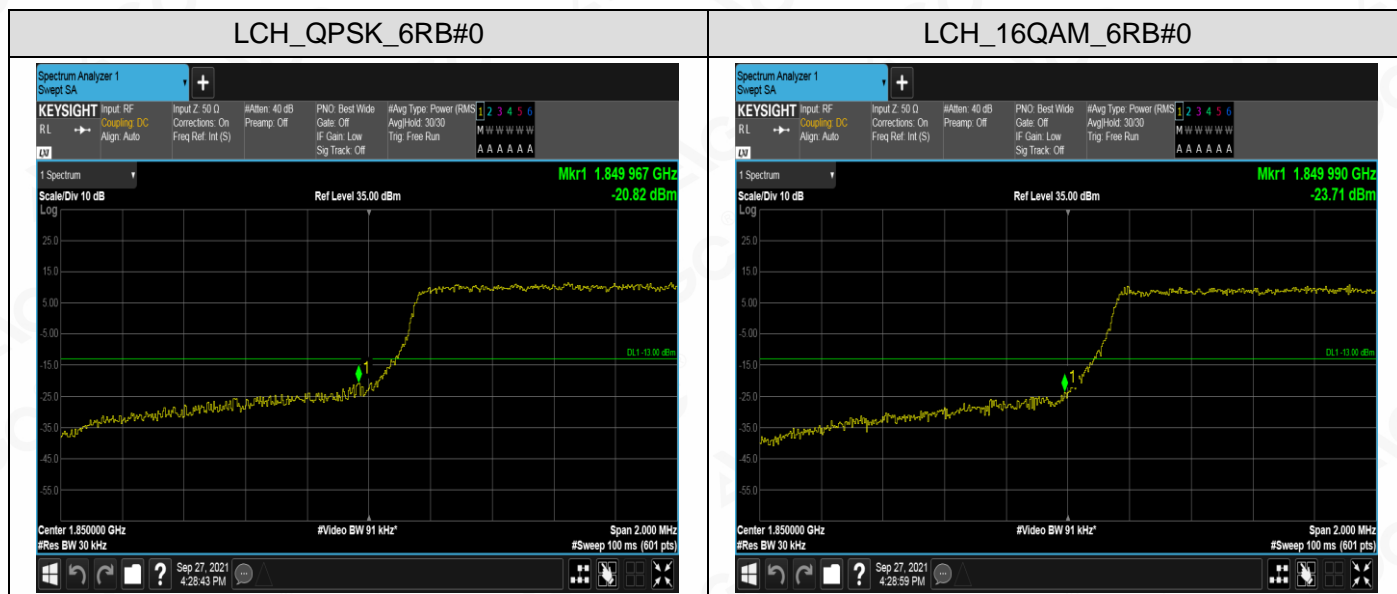 LCH_QPSK_6RB#0
LCH_16QAM_6RB#0
Spectrum Analyzer 1
Swept SA
+
KEYSIGHT
RL
LXI
Input: RF
Coupling: DC
Align: Auto
Input Z: 50 Ω
Corrections: On
Freq Ref: Int (S)
#Atten: 40 dB
Preamp: Off
PNO: Best Wide
Gate: Off
IF Gain: Low
Sig Track: Off
#Avg Type: Power (RMS
Avg|Hold: 30/30
Trig: Free Run
1 2 3 4 5 6
M W W W W W
A A A A A A
1 Spectrum
Scale/Div 10 dB
Ref Level 35.00 dBm
Mkr1 1.849 967 GHz
-20.82 dBm
Log
25.0
15.0
5.00
-5.00
-15.0
-25.0
-35.0
-45.0
-55.0
DL1 -13.00 dBm
1
Center 1.850000 GHz
#Res BW 30 kHz
#Video BW 91 kHz*
Span 2.000 MHz
#Sweep 100 ms (601 pts)
?
Sep 27, 2021
4:28:43 PM
Spectrum Analyzer 1
Swept SA
+
KEYSIGHT
RL
LXI
Input: RF
Coupling: DC
Align: Auto
Input Z: 50 Ω
Corrections: On
Freq Ref: Int (S)
#Atten: 40 dB
Preamp: Off
PNO: Best Wide
Gate: Off
IF Gain: Low
Sig Track: Off
#Avg Type: Power (RMS
Avg|Hold: 30/30
Trig: Free Run
1 2 3 4 5 6
M W W W W W
A A A A A A
1 Spectrum
Scale/Div 10 dB
Ref Level 35.00 dBm
Mkr1 1.849 990 GHz
-23.71 dBm
Log
25.0
15.0
5.00
-5.00
-15.0
-25.0
-35.0
-45.0
-55.0
DL1 -13.00 dBm
1
Center 1.850000 GHz
#Res BW 30 kHz
#Video BW 91 kHz*
Span 2.000 MHz
#Sweep 100 ms (601 pts)
?
Sep 27, 2021
4:28:59 PM